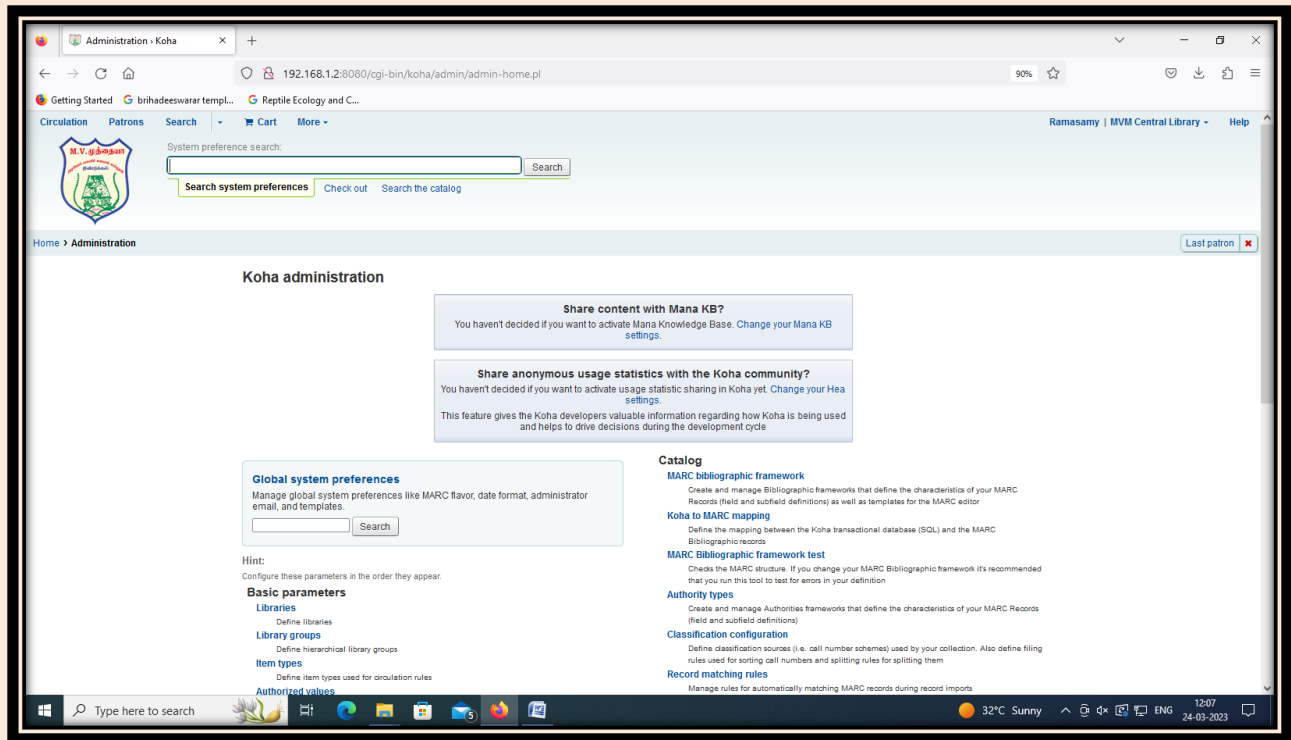 Administration › Koha
192.168.1.2:8080/cgi-bin/koha/admin/admin-home.pl
90%
Getting Started
brihadeeswarar templ...
Reptile Ecology and C...
Circulation Patrons Search Cart More
Ramasamy | MVM Central Library Help
M.V. முத்தையா
System preference search:
Search
Search system preferences Check out Search the catalog
Home › Administration
Last patron
Koha administration
Share content with Mana KB?
You haven't decided if you want to activate Mana Knowledge Base. Change your Mana KB
settings.
Share anonymous usage statistics with the Koha community?
You haven't decided if you want to activate usage statistic sharing in Koha yet. Change your Hea
settings.
This feature gives the Koha developers valuable information regarding how Koha is being used
and helps to drive decisions during the development cycle
Global system preferences
Manage global system preferences like MARC flavor, date format, administrator
email, and templates.
Search
Hint:
Configure these parameters in the order they appear.
Basic parameters
Libraries
Define libraries
Library groups
Define hierarchical library groups
Item types
Define item types used for circulation rules
Authorized values
Catalog
MARC bibliographic framework
Create and manage Bibliographic frameworks that define the characteristics of your MARC
Records (field and subfield definitions) as well as templates for the MARC editor
Koha to MARC mapping
Define the mapping between the Koha transactional database (SQL) and the MARC
Bibliographic records
MARC Bibliographic framework test
Checks the MARC structure. If you change your MARC Bibliographic framework it's recommended
that you run this tool to test for errors in your definition
Authority types
Create and manage Authorities frameworks that define the characteristics of your MARC Records
(field and subfield definitions)
Classification configuration
Define classification sources (i.e. call number schemes) used by your collection. Also define filing
rules used for sorting call numbers and splitting rules for splitting them
Record matching rules
Manage rules for automatically matching MARC records during record imports
Type here to search
5
32°C Sunny
ENG
12:07
24-03-2023